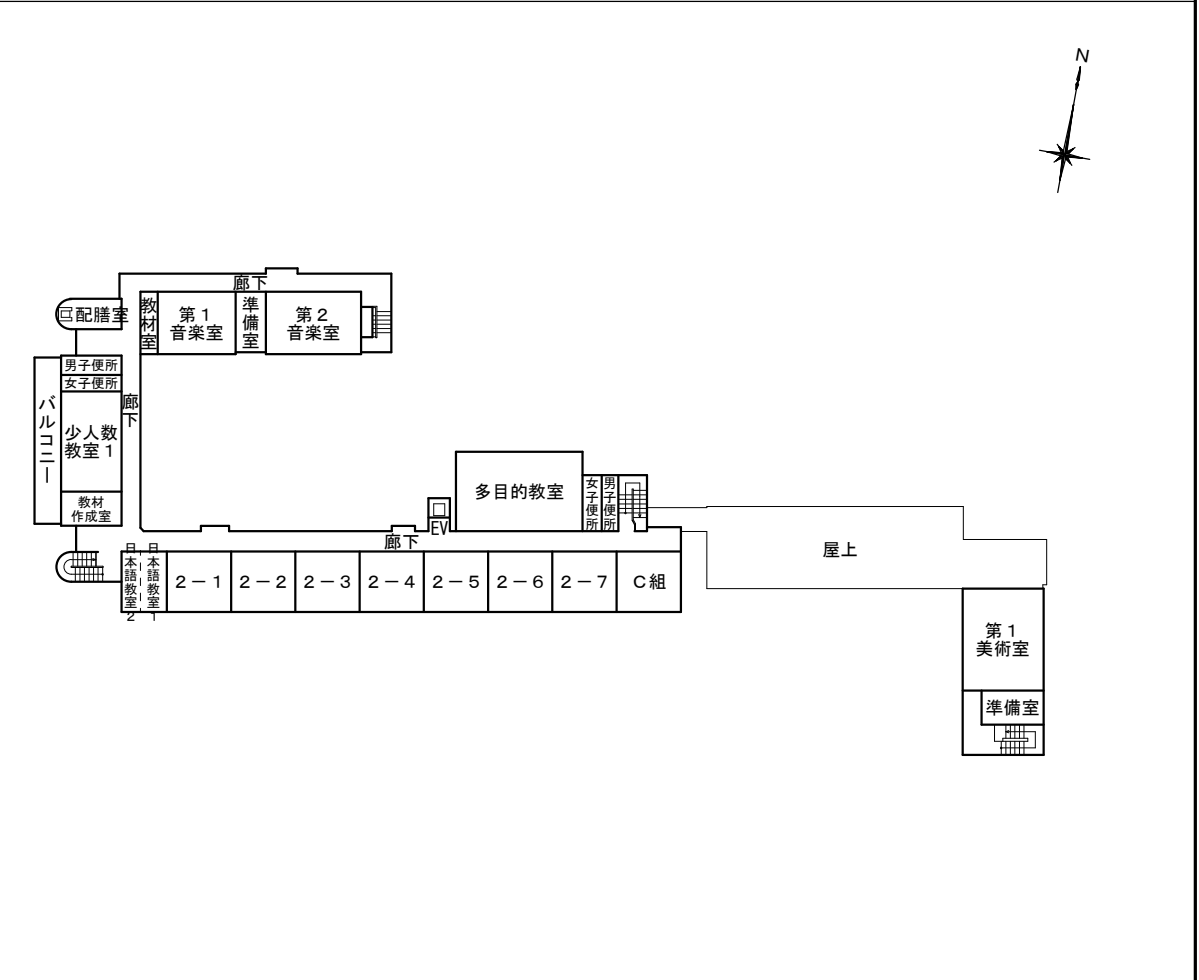 N
廊下
配膳室
教材室
第１
音楽室
準備室
第２
音楽室
男子便所
女子便所
バルコニー
廊下
少人数
教室１
教材
作成室
多目的教室
女子便所
男子便所
EV
廊下
屋上
日本語教室２
日本語教室１
２－１
２－２
２－３
２－４
２－５
２－６
２－７
Ｃ組
第１
美術室
準備室